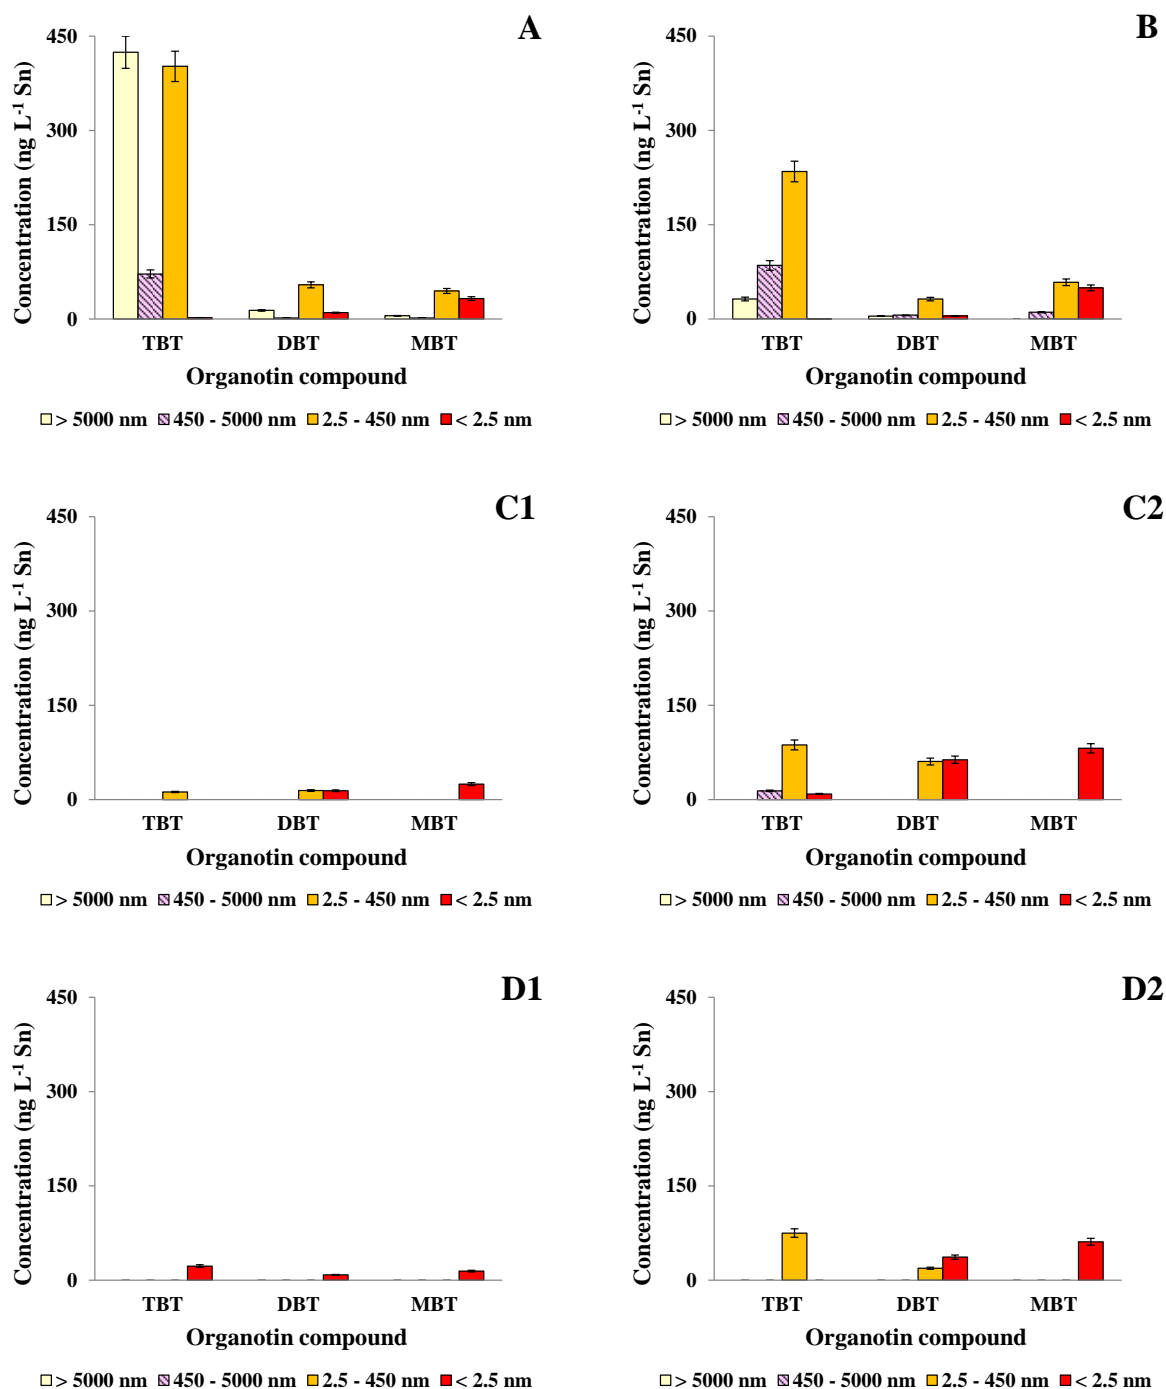 A
Concentration (ng L-1 Sn)
450
300
150
0
TBT DBT MBT
Organotin compound
> 5000 nm 450 - 5000 nm 2.5 - 450 nm < 2.5 nm
B
Concentration (ng L-1 Sn)
450
300
150
0
TBT DBT MBT
Organotin compound
> 5000 nm 450 - 5000 nm 2.5 - 450 nm < 2.5 nm
C1
Concentration (ng L-1 Sn)
450
300
150
0
TBT DBT MBT
Organotin compound
> 5000 nm 450 - 5000 nm 2.5 - 450 nm < 2.5 nm
C2
Concentration (ng L-1 Sn)
450
300
150
0
TBT DBT MBT
Organotin compound
> 5000 nm 450 - 5000 nm 2.5 - 450 nm < 2.5 nm
D1
Concentration (ng L-1 Sn)
450
300
150
0
TBT DBT MBT
Organotin compound
> 5000 nm 450 - 5000 nm 2.5 - 450 nm < 2.5 nm
D2
Concentration (ng L-1 Sn)
450
300
150
0
TBT DBT MBT
Organotin compound
> 5000 nm 450 - 5000 nm 2.5 - 450 nm < 2.5 nm